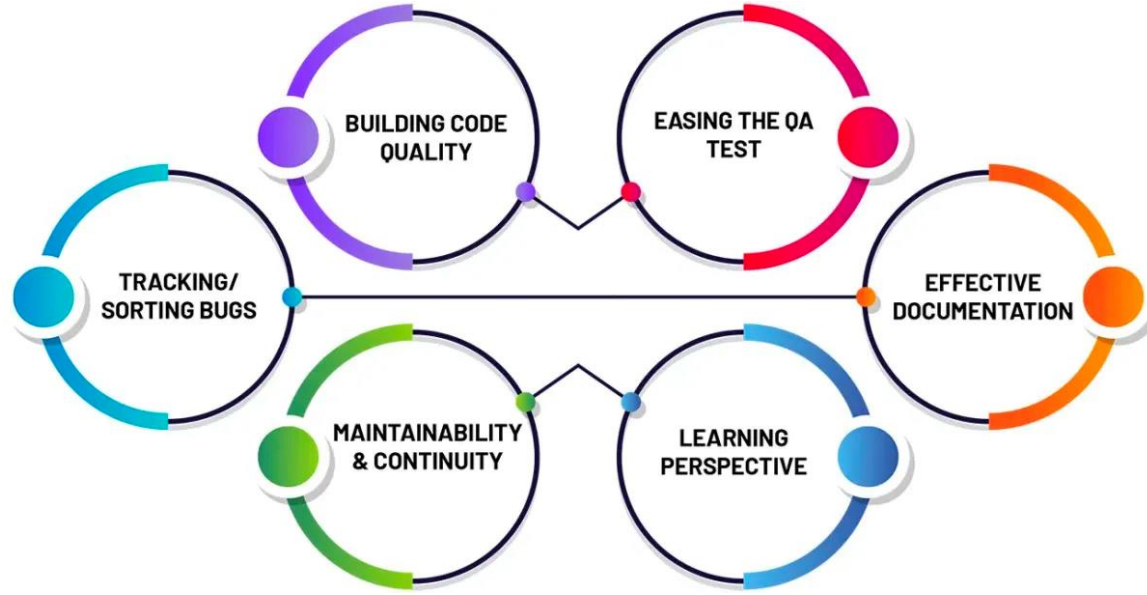 BUILDING CODE
QUALITY
EASING THE QA
TEST
TRACKING/
SORTING BUGS
EFFECTIVE
DOCUMENTATION
MAINTAINABILITY
& CONTINUITY
LEARNING
PERSPECTIVE